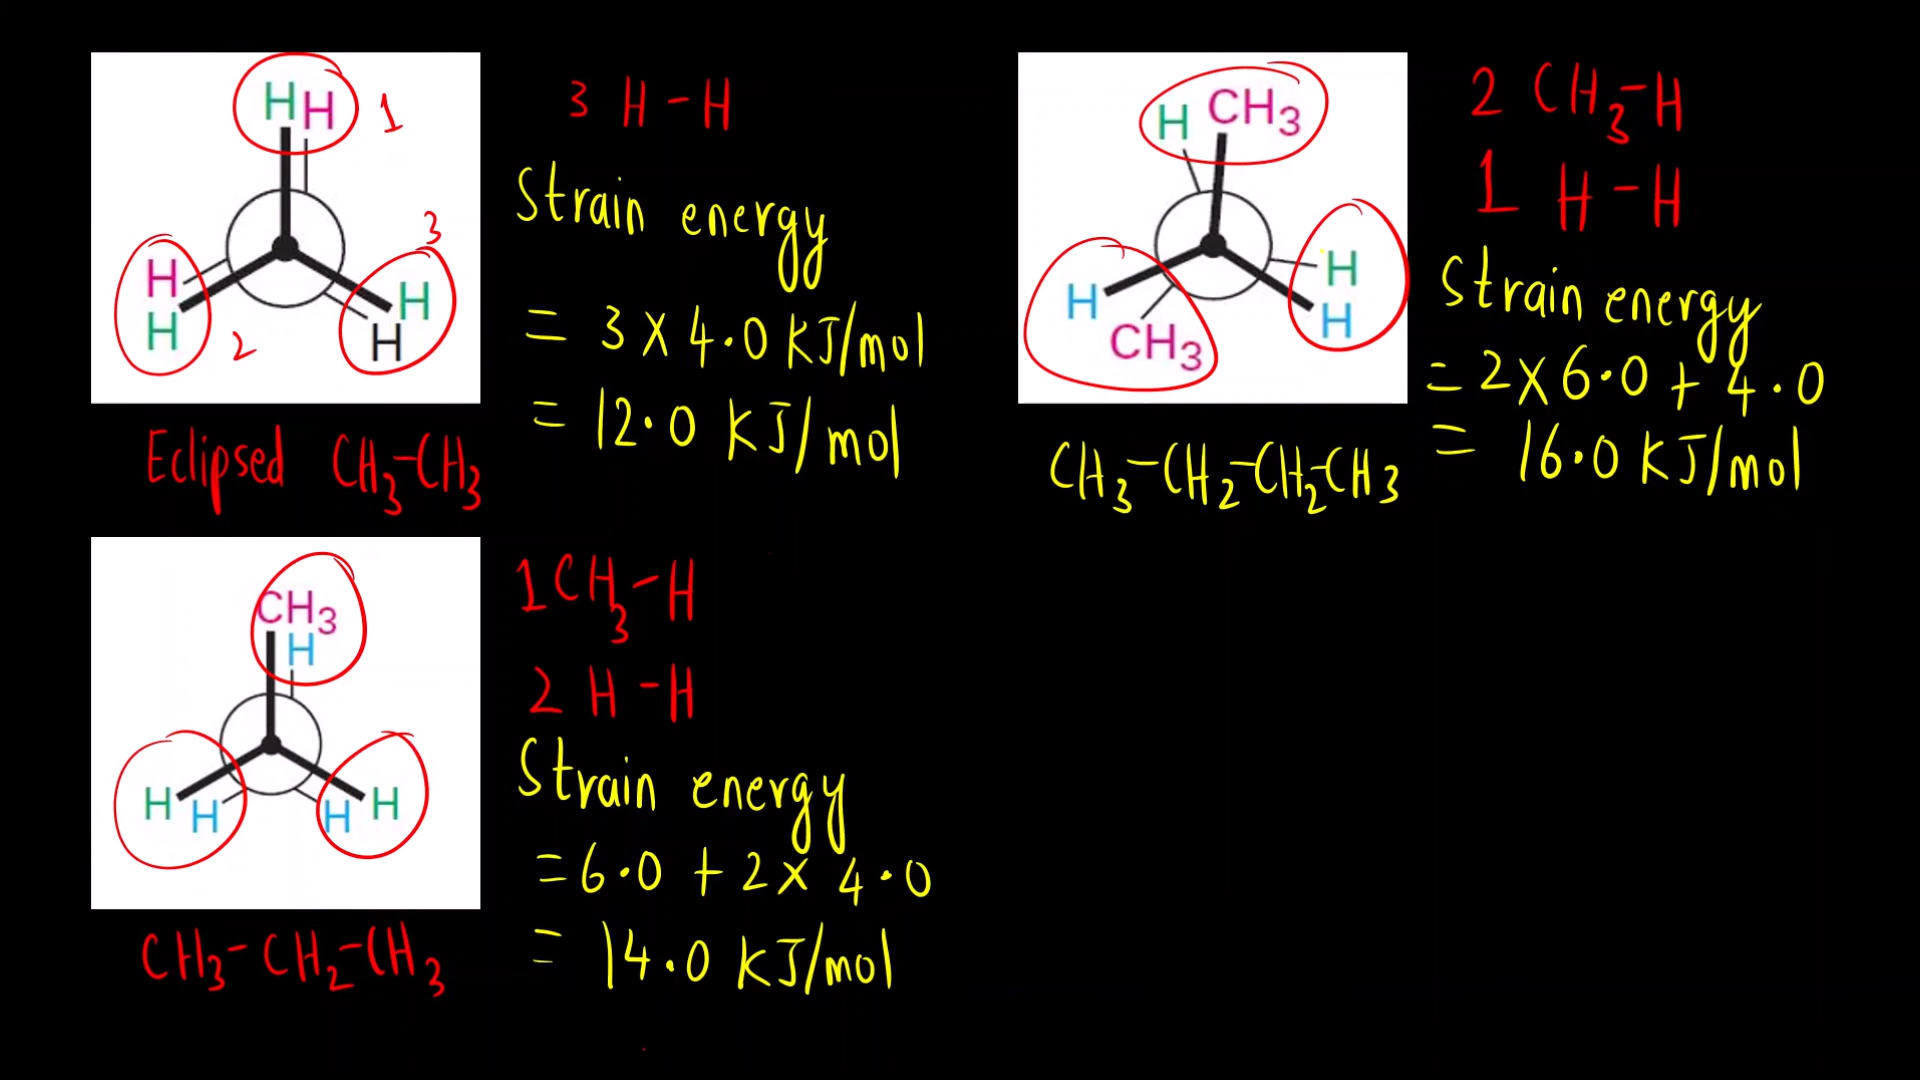 H H 1
H
H
2
3
H
H
Eclipsed CH3-CH3
3 H-H
Strain energy
= 3 X 4.0 KJ/mol
= 12.0 KJ/mol
CH3
H
H H
H H
CH3-CH2-CH3
1 CH3-H
2 H-H
Strain energy
= 6.0 + 2 X 4.0
= 14.0 KJ/mol
H CH3
H
CH3
H
H
CH3-CH2-CH2-CH3
2 CH3-H
1 H-H
Strain energy
= 2 X 6.0 + 4.0
= 16.0 KJ/mol